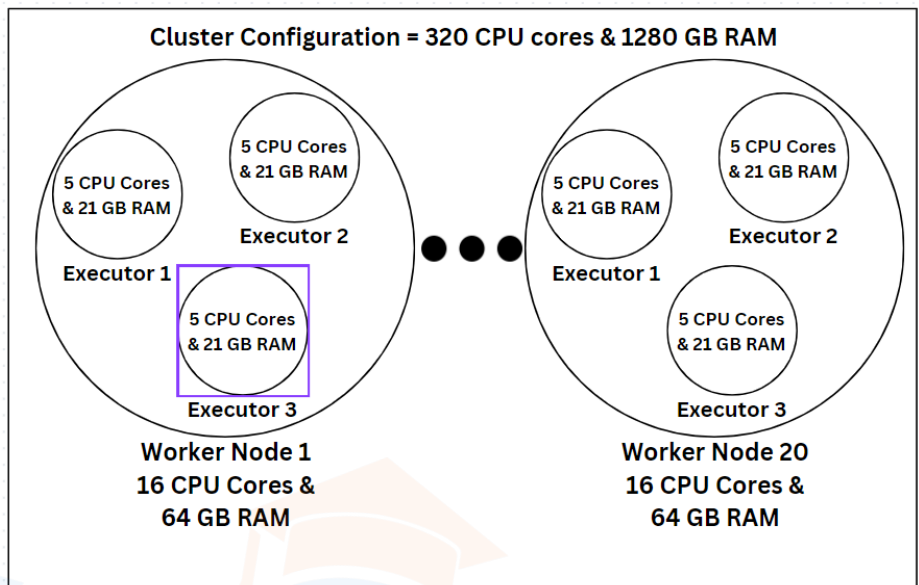 Cluster Configuration = 320 CPU cores & 1280 GB RAM
5 CPU Cores
& 21 GB RAM
Executor 1
5 CPU Cores
& 21 GB RAM
Executor 2
5 CPU Cores
& 21 GB RAM
Executor 3
Worker Node 1
16 CPU Cores &
64 GB RAM
5 CPU Cores
& 21 GB RAM
Executor 1
5 CPU Cores
& 21 GB RAM
Executor 2
5 CPU Cores
& 21 GB RAM
Executor 3
Worker Node 20
16 CPU Cores &
64 GB RAM